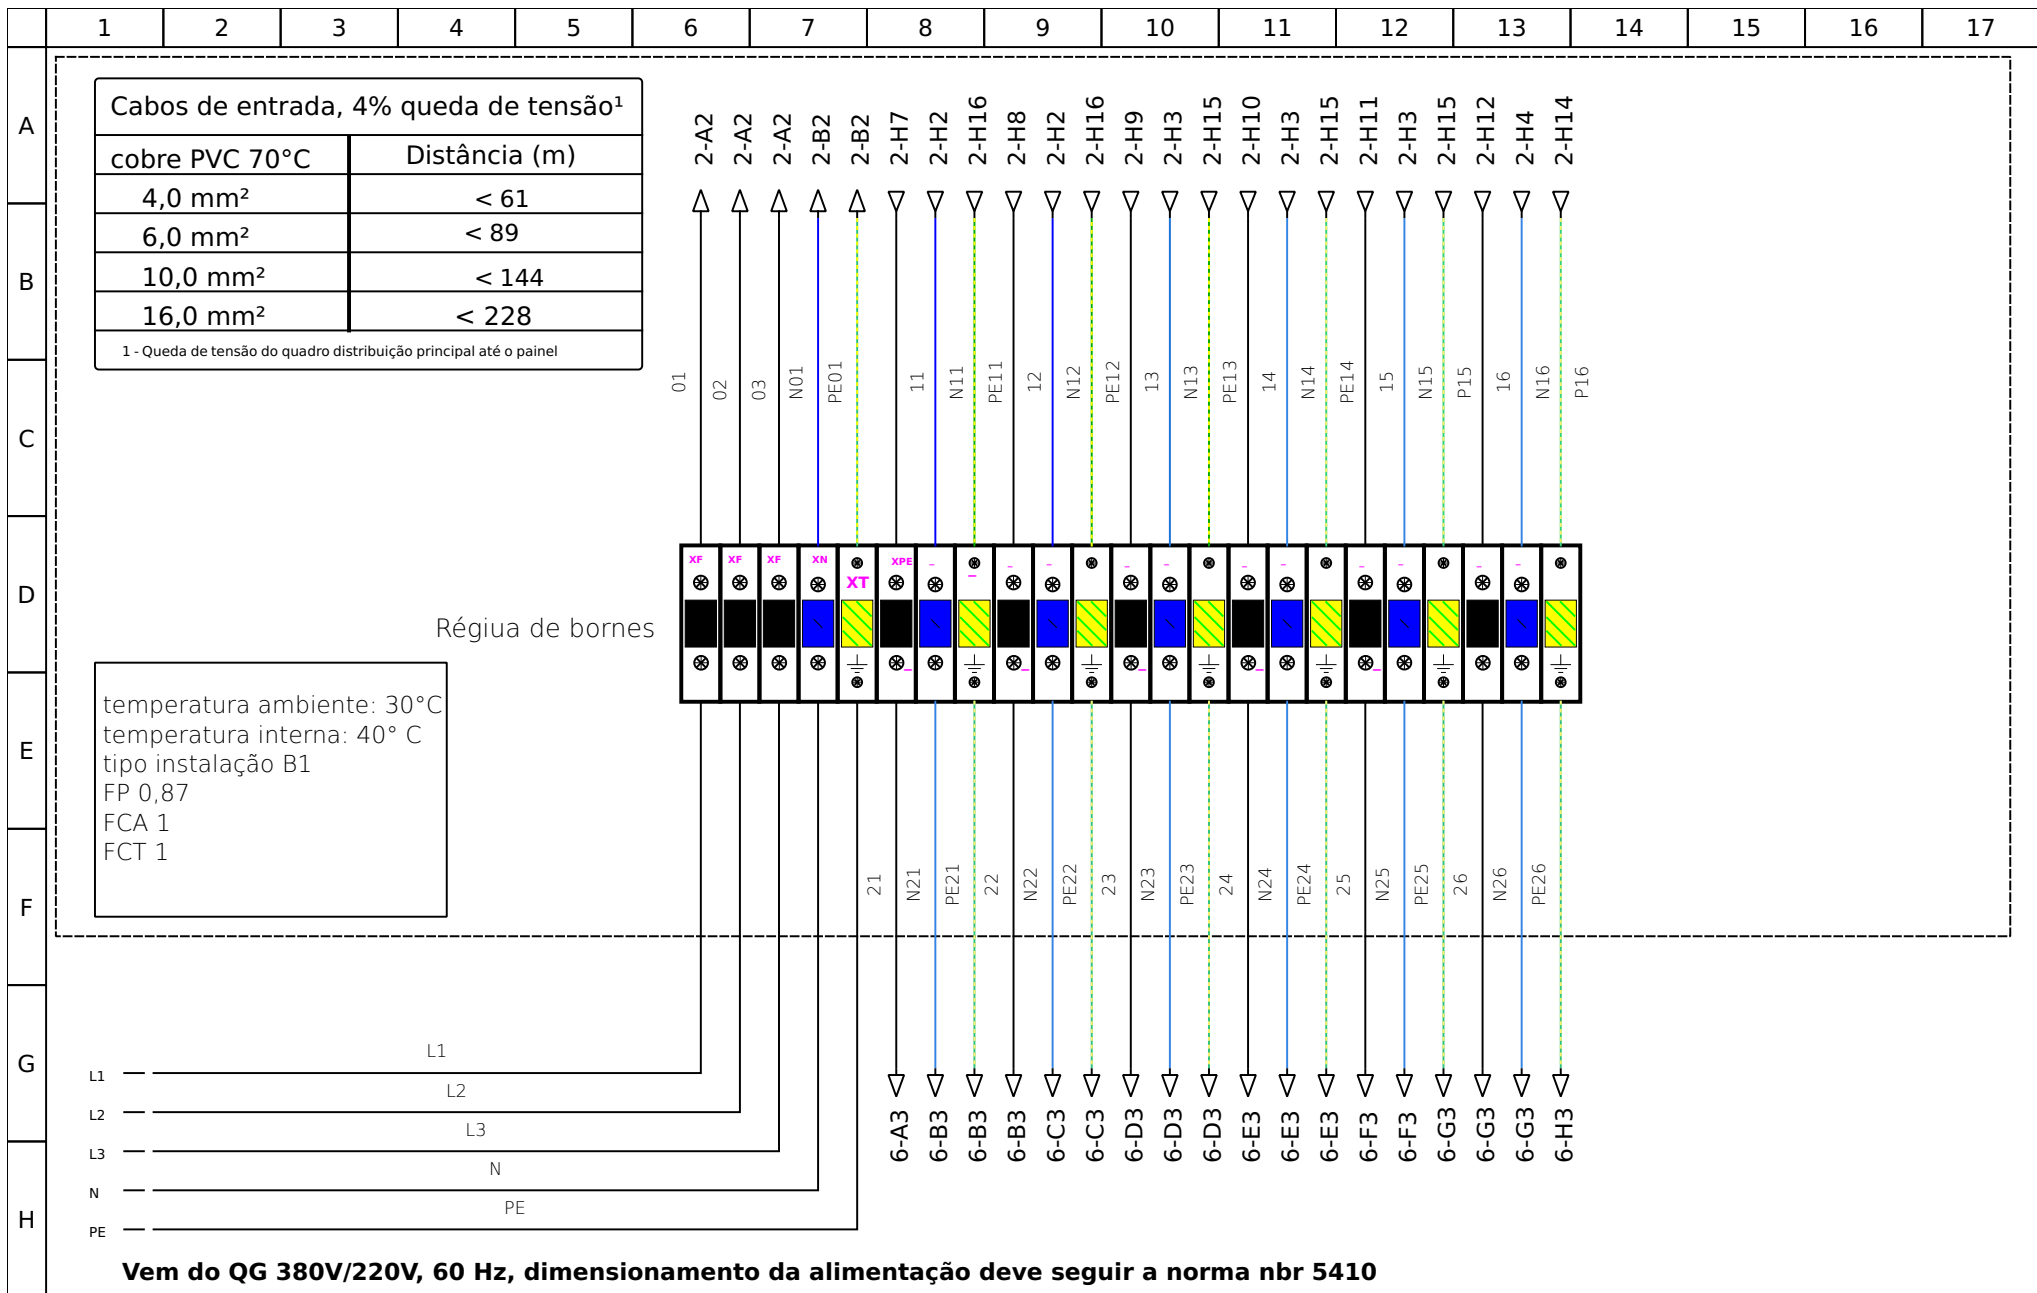 1 2 3 4 5 6 7 8 9 10 11 12 13 14 15 16 17
A
B
C
D
E
F
G
H
Cabos de entrada, 4% queda de tensão¹
cobre PVC 70°C Distância (m)
4,0 mm² < 61
6,0 mm² < 89
10,0 mm² < 144
16,0 mm² < 228
1 - Queda de tensão do quadro distribuição principal até o painel
2-A2 2-A2 2-A2 2-B2 2-B2 2-H7 2-H2 2-H16 2-H8 2-H2 2-H16 2-H9 2-H3 2-H15 2-H10 2-H3 2-H15 2-H11 2-H3 2-H15 2-H12 2-H4 2-H14
01 02 03 N01 PE01 11 N11 PE11 12 N12 PE12 13 N13 PE13 14 N14 PE14 15 N15 P15 16 N16 P16
XF XF XF XN XT XPE
Régiua de bornes
temperatura ambiente: 30°C
temperatura interna: 40° C
tipo instalação B1
FP 0,87
FCA 1
FCT 1
21 N21 PE21 22 N22 PE22 23 N23 PE23 24 N24 PE24 25 N25 PE25 26 N26 PE26
6-A3 6-B3 6-B3 6-B3 6-C3 6-C3 6-D3 6-D3 6-D3 6-E3 6-E3 6-E3 6-F3 6-F3 6-G3 6-G3 6-G3 6-H3
L1 L1
L2 L2
L3 L3
N N
PE PE
Vem do QG 380V/220V, 60 Hz, dimensionamento da alimentação deve seguir a norma nbr 5410